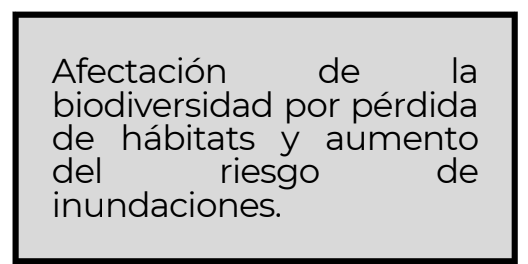 Afectación de la
biodiversidad por pérdida
de hábitats y aumento
del riesgo de
inundaciones.